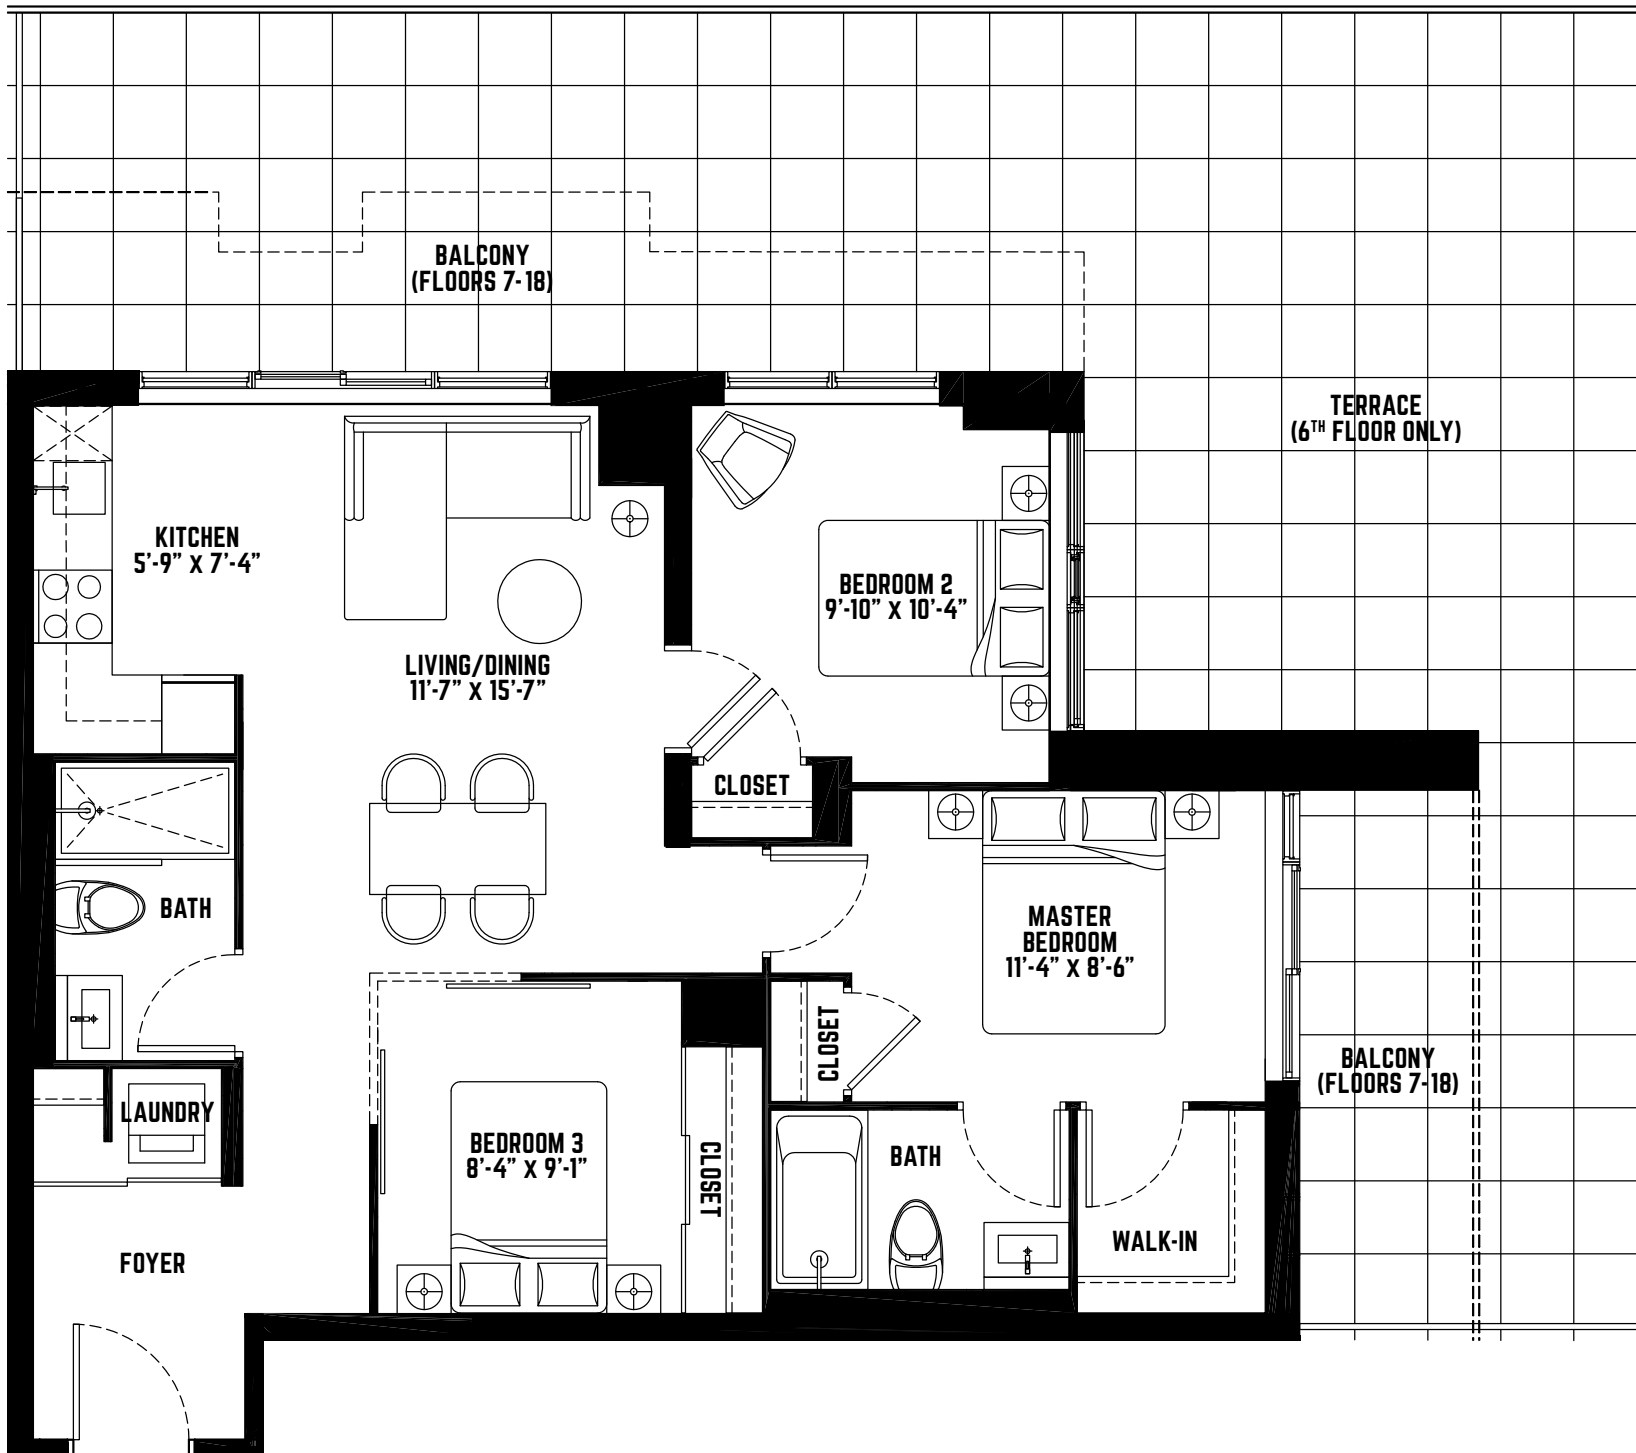 BALCONY
(FLOORS 7-18)
TERRACE
(6TH FLOOR ONLY)
KITCHEN
5'-9" X 7'-4"
BEDROOM 2
9'-10" X 10'-4"
LIVING/DINING
11'-7" X 15'-7"
CLOSET
BATH
MASTER
BEDROOM
11'-4" X 8'-6"
CLOSET
BALCONY
(FLOORS 7-18)
LAUNDRY
BEDROOM 3
8'-4" X 9'-1"
CLOSET
BATH
WALK-IN
FOYER